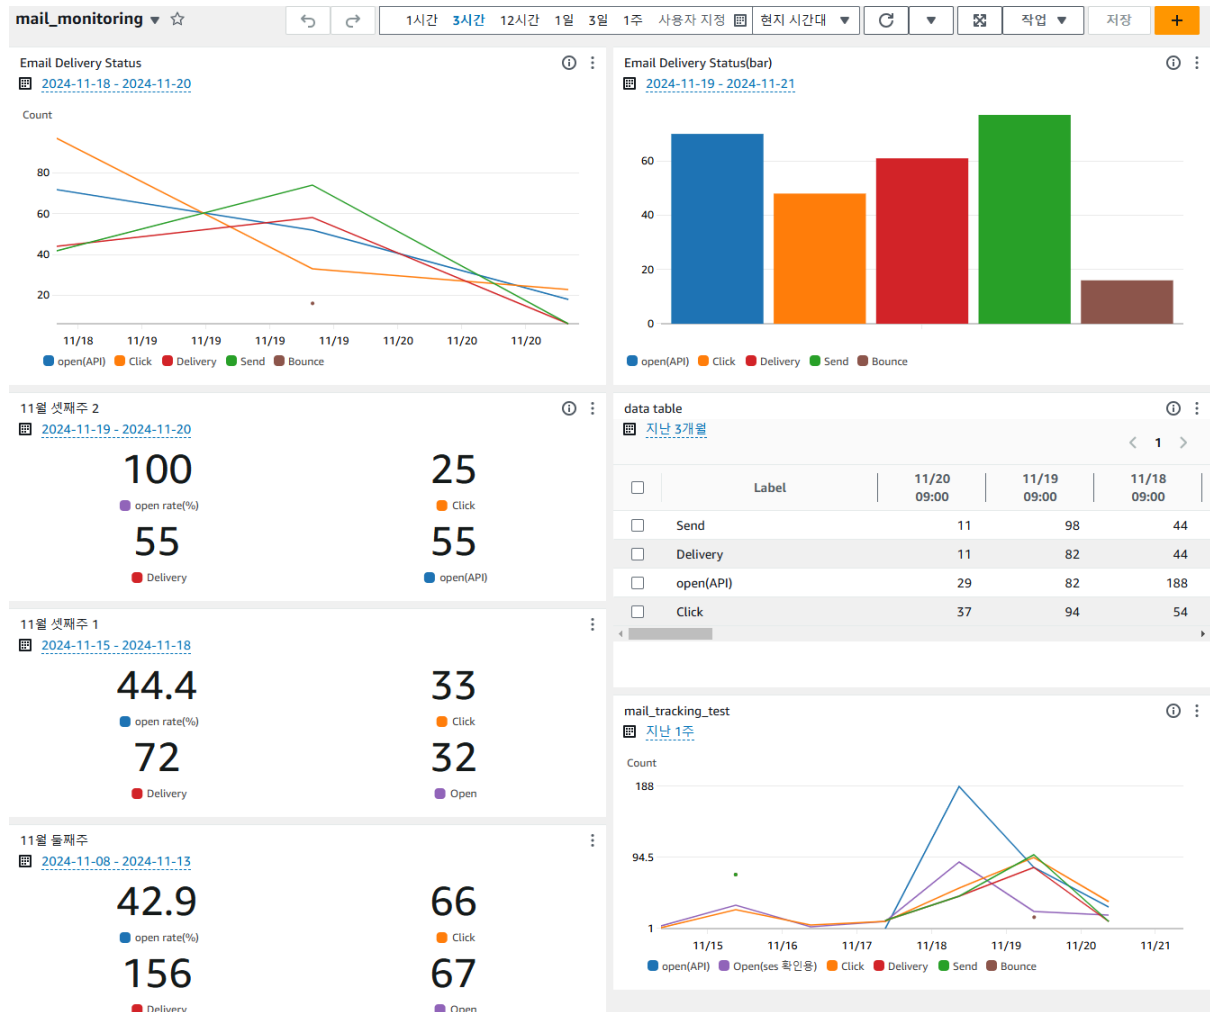 mail_monitoring
1시간 3시간 12시간 1일 3일 1주 사용자 지정 현지 시간대 작업 저장 +
Email Delivery Status
2024-11-18 - 2024-11-20
Count
80
60
40
20
11/18 11/19 11/19 11/19 11/19 11/20 11/20 11/20
open(API) Click Delivery Send Bounce
Email Delivery Status(bar)
2024-11-19 - 2024-11-21
60
40
20
0
open(API) Click Delivery Send Bounce
11월 셋째주 2
2024-11-19 - 2024-11-20
100 25
open rate(%) Click
55 55
Delivery open(API)
data table
지난 3개월
1
Label 11/20 09:00 11/19 09:00 11/18 09:00
Send 11 98 44
Delivery 11 82 44
open(API) 29 82 188
Click 37 94 54
11월 셋째주 1
2024-11-15 - 2024-11-18
44.4 33
open rate(%) Click
72 32
Delivery Open
mail_tracking_test
지난 1주
Count
188
94.5
1
11/15 11/16 11/17 11/18 11/19 11/20 11/21
open(API) Open(ses 확인용) Click Delivery Send Bounce
11월 둘째주
2024-11-08 - 2024-11-13
42.9 66
open rate(%) Click
156 67
Delivery Open